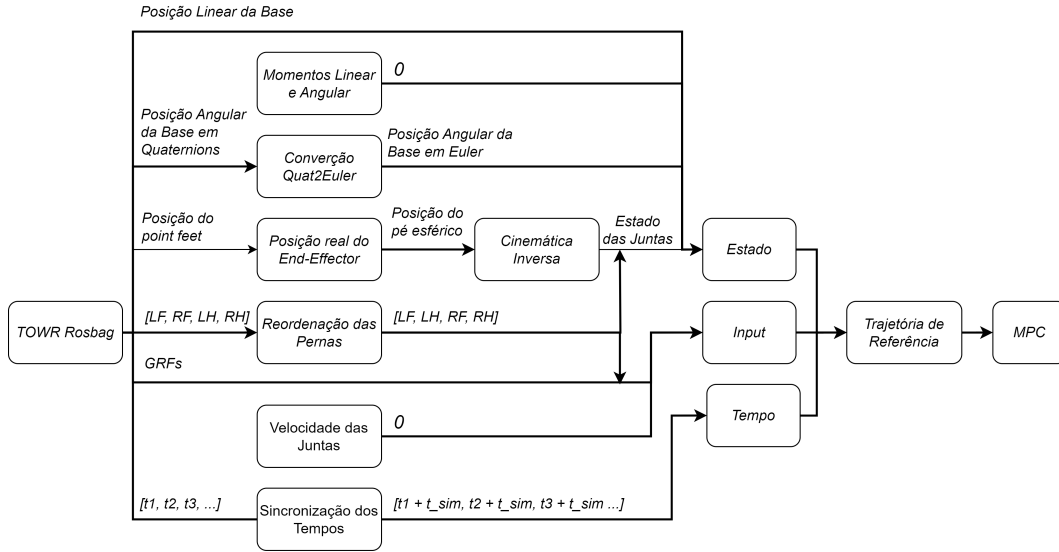 Posição Linear da Base
Momentos Linear
e Angular
0
Posição Angular
da Base em
Quaternions
Converção
Quat2Euler
Posição Angular da
Base em Euler
Posição do
point feet
Posição real do
End-Effector
Posição do
pé esférico
Cinemática
Inversa
Estado
das Juntas
Estado
TOWR Rosbag
[LF, RF, LH, RH]
Reordenação das
Pernas
[LF, LH, RF, RH]
Input
Trajetória de
Referência
MPC
GRFs
Velocidade das
Juntas
0
Tempo
[t1, t2, t3, ...]
Sincronização dos
Tempos
[t1 + t_sim, t2 + t_sim, t3 + t_sim ...]